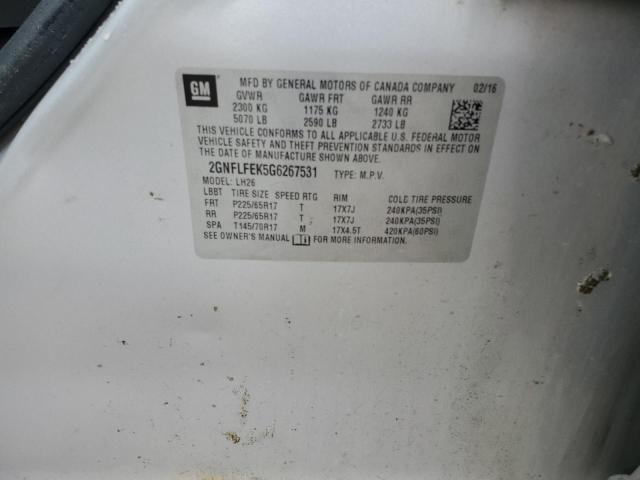 GM
MFD BY GENERAL MOTORS OF CANADA COMPANY 02/16
GVWR GAWR FRT GAWR RR
2300 KG 1175 KG 1240 KG
5070 LB 2590 LB 2733 LB
THIS VEHICLE CONFORMS TO ALL APPLICABLE U.S. FEDERAL MOTOR
VEHICLE SAFETY AND THEFT PREVENTION STANDARDS IN EFFECT ON THE
DATE OF MANUFACTURE SHOWN ABOVE.
2GNFLFEK5G6267531 TYPE: M.P.V.
MODEL: LH26
LBBT TIRE SIZE SPEED RTG RIM COLD TIRE PRESSURE
FRT P225/65R17 T 17X7J 240KPA(35PSI)
RR P225/65R17 T 17X7J 240KPA(35PSI)
SPA T145/70R17 M 17X4.5T 420KPA(60PSI)
SEE OWNER'S MANUAL FOR MORE INFORMATION.